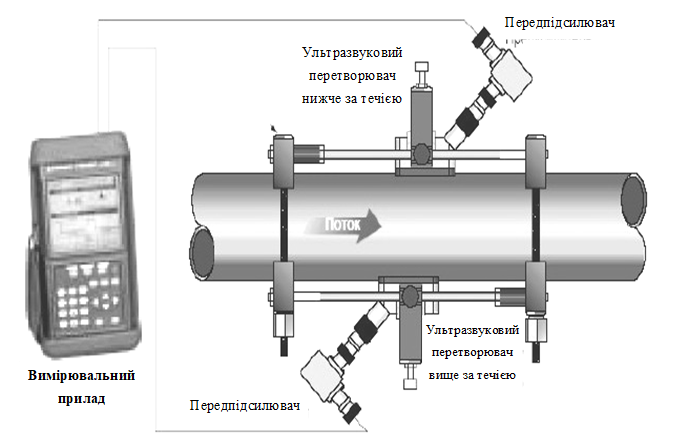 Передпідсилювач
Ультразвуковий
перетворювач
нижче за течією
Поток
Ультразвуковий
перетворювач
вище за течією
Вимірювальний
прилад
Передпідсилювач